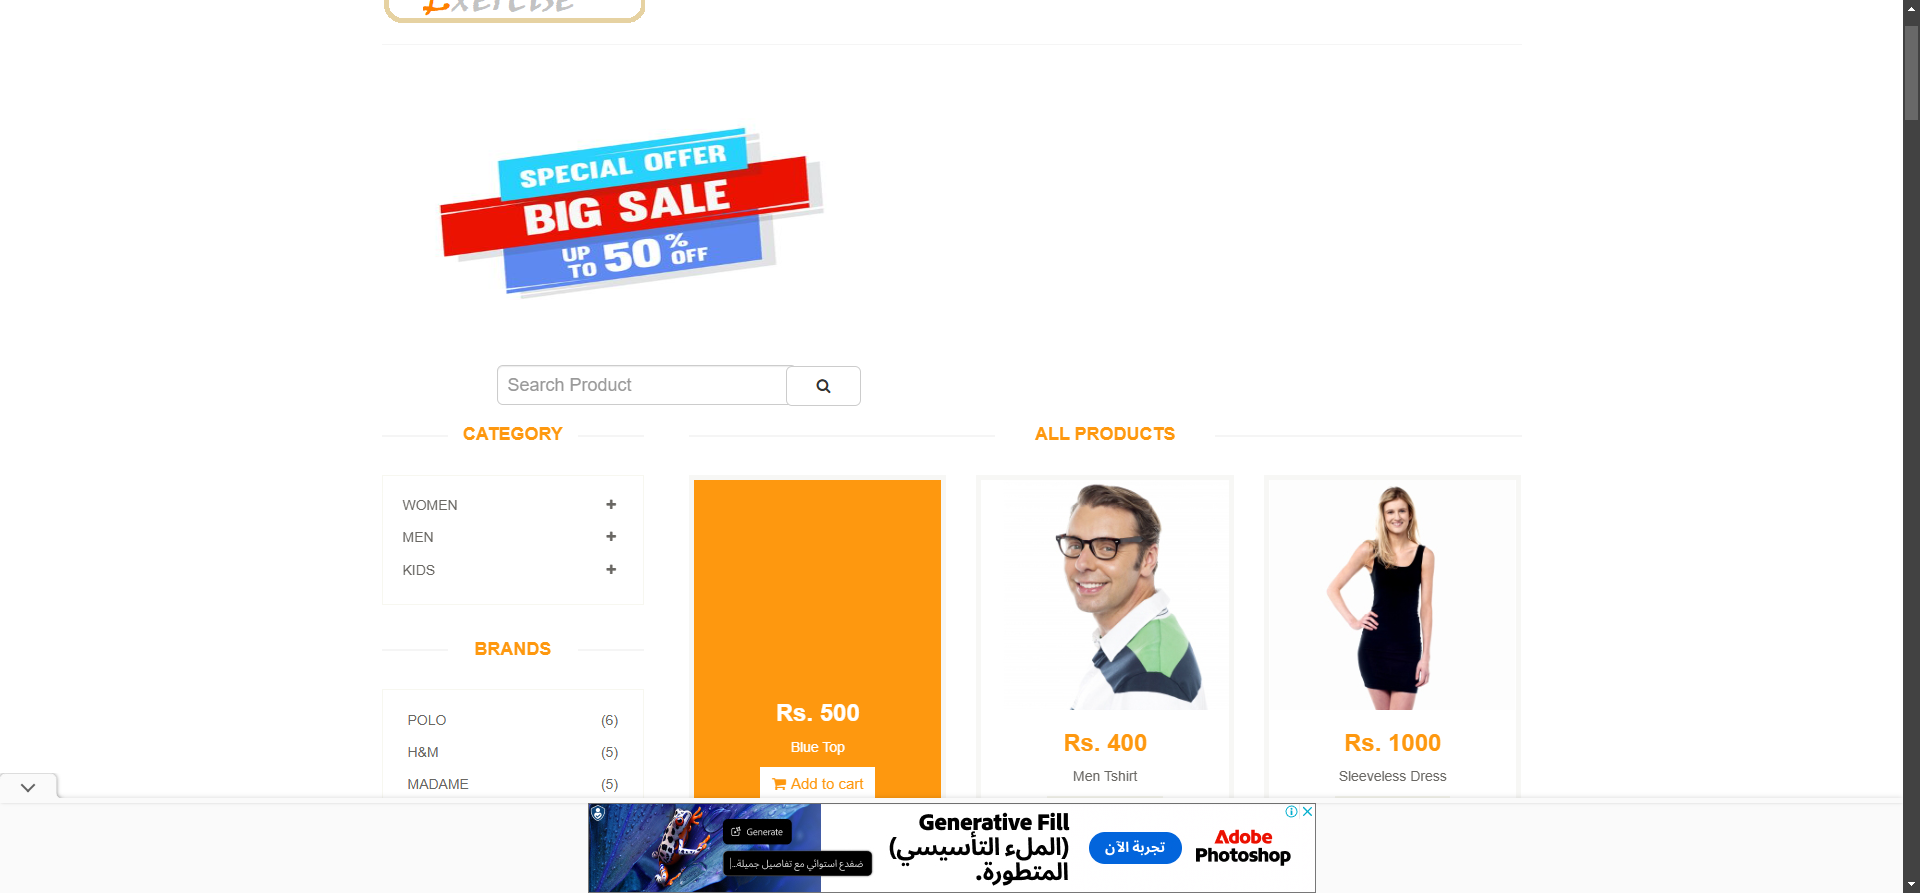 Exercise
SPECIAL OFFER
BIG SALE
UP TO 50% OFF
Search Product
CATEGORY
WOMEN
MEN
KIDS
BRANDS
POLO (6)
H&M (5)
MADAME (5)
ALL PRODUCTS
Rs. 500
Blue Top
Add to cart
Rs. 400
Men Tshirt
Rs. 1000
Sleeveless Dress
Generate
ضفدع استوائي مع تفاصيل جميلة...
Generative Fill
(الملء التأسيسي)
المتطورة.
تجربة الآن
Adobe
Photoshop